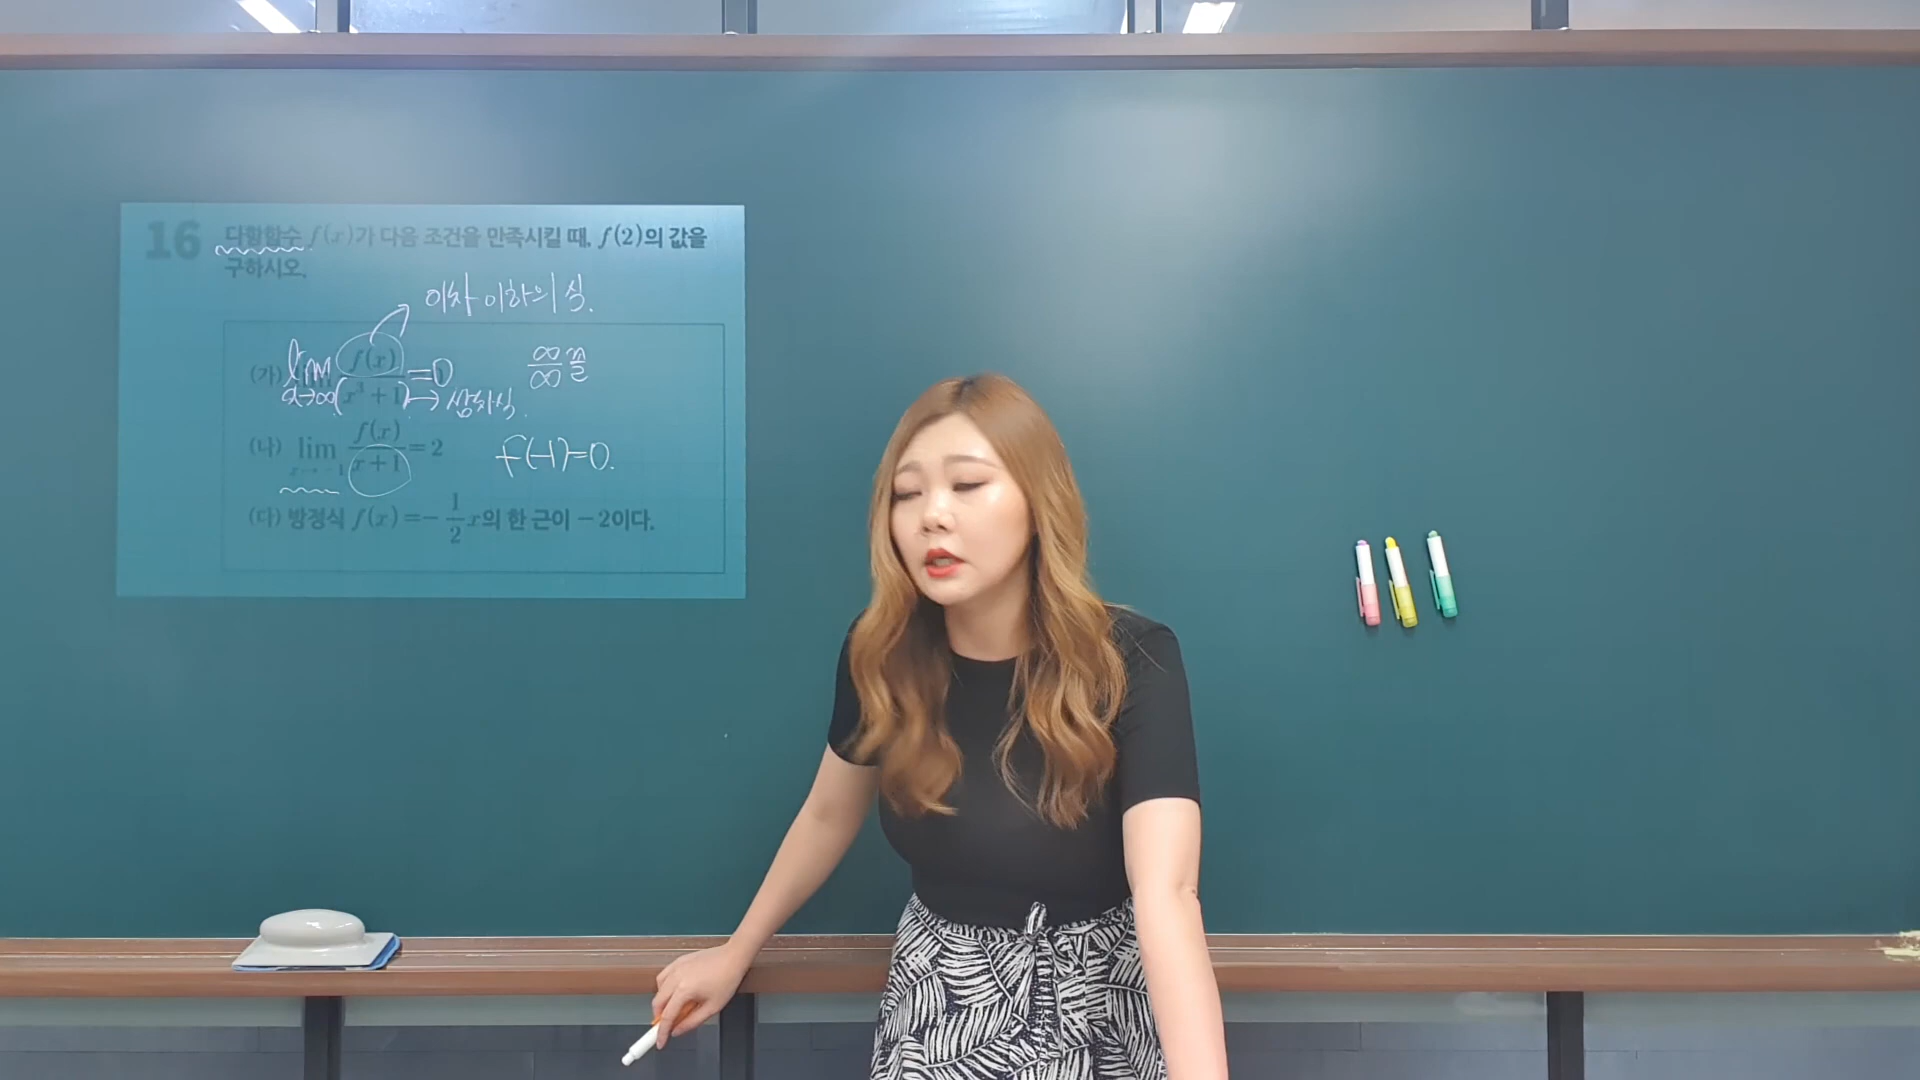 16 다항함수 f(x)가 다음 조건을 만족시킬 때, f(2)의 값을
구하시오.
이차 이하의 식.
(가) lim x→∞ f(x)/(x³+1) =0 ∞/∞ 꼴
→ 삼차식.
(나) lim x→-1 f(x)/(x+1) = 2 f(-1)=0.
(다) 방정식 f(x)=-1/2 x의 한 근이 -2이다.